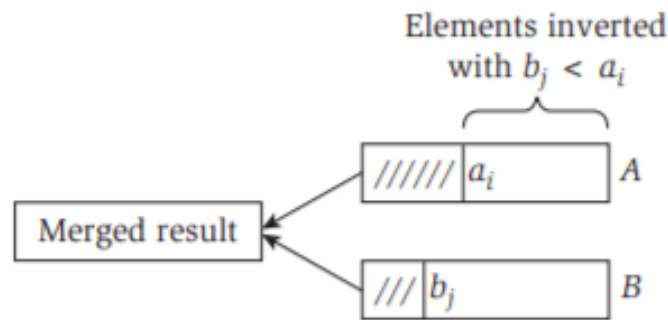 Elements inverted
with b_j < a_i
////// a_i A
Merged result
/// b_j B